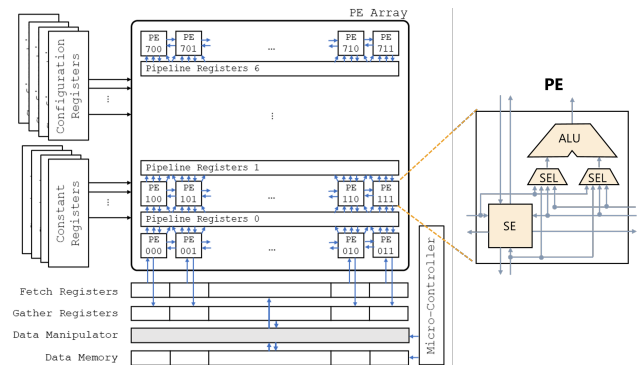 PE Array
PE 700
PE 701
...
PE 710
PE 711
Pipeline Registers 6
Configuration Registers
...
...
Pipeline Registers 1
PE 100
PE 101
...
PE 110
PE 111
Constant Registers
...
Pipeline Registers 0
PE 000
PE 001
...
PE 010
PE 011
Fetch Registers
Gather Registers
Data Manipulator
Data Memory
Micro-Controller
PE
ALU
SEL
SEL
SE